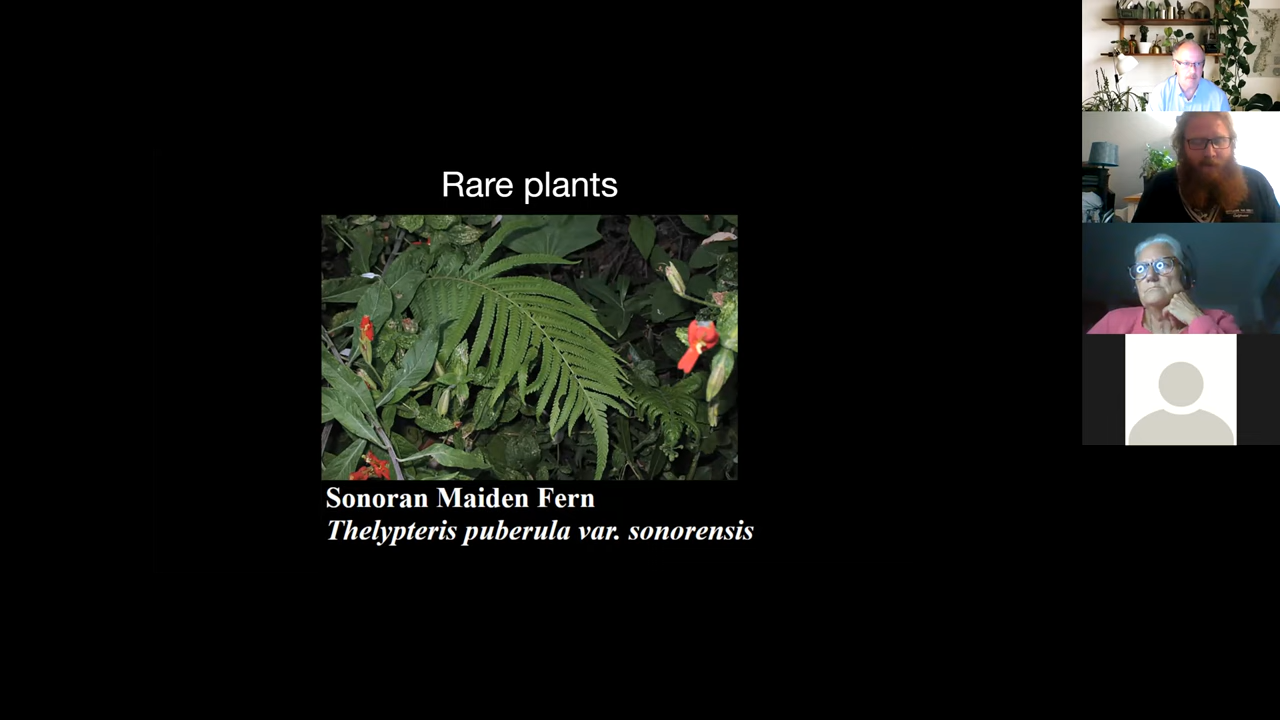 Rare plants
Sonoran Maiden Fern
Thelypteris puberula var. sonorensis